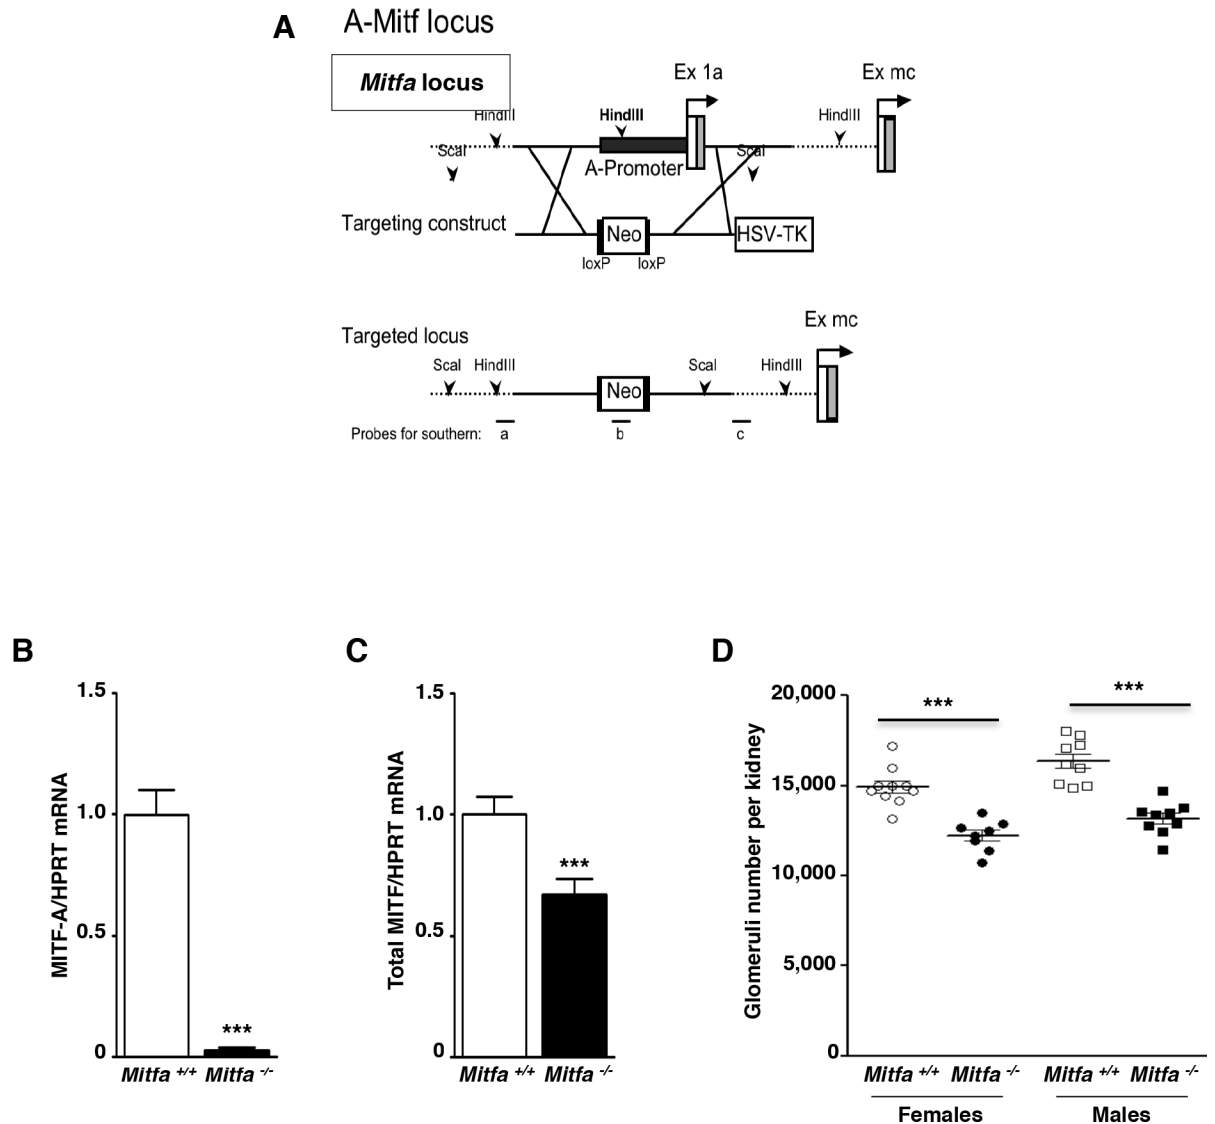 A
A-Mitf locus
Mitfa locus
Ex 1a
Ex mc
HindIII
HindIII
HindIII
ScaI
A-Promoter
ScaI
Targeting construct
Neo
HSV-TK
loxP
loxP
Targeted locus
Ex mc
ScaI
HindIII
ScaI
HindIII
Neo
Probes for southern:
a
b
c
B
MITF-A/HPRT mRNA
1.5
1.0
0.5
0
***
Mitfa +/+
Mitfa -/-
C
Total MITF/HPRT mRNA
1.5
1.0
0.5
0
***
Mitfa +/+
Mitfa -/-
D
Glomeruli number per kidney
20,000
15,000
10,000
5,000
0
***
***
Mitfa +/+
Mitfa -/-
Mitfa +/+
Mitfa -/-
Females
Males